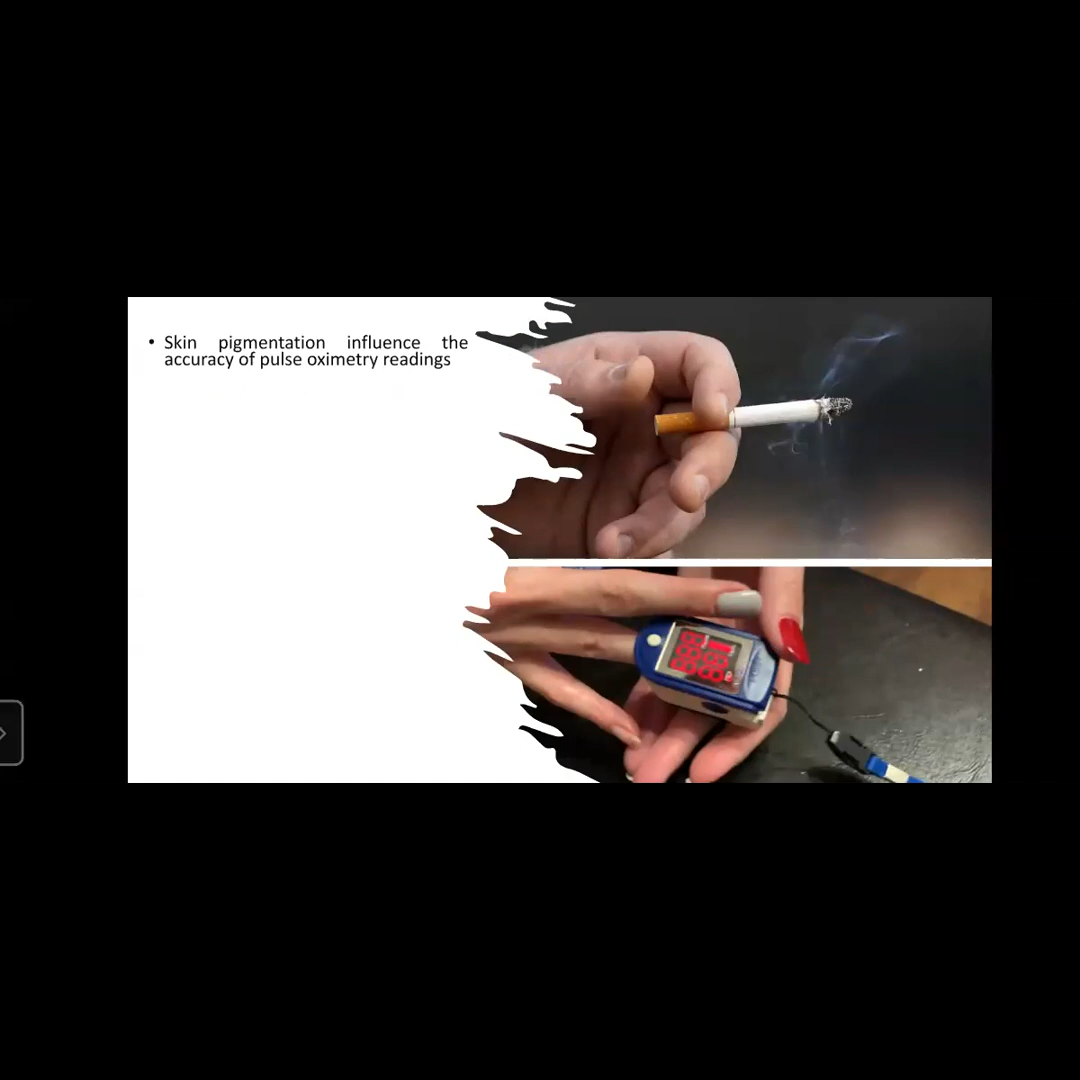 • Skin pigmentation influence the
accuracy of pulse oximetry readings